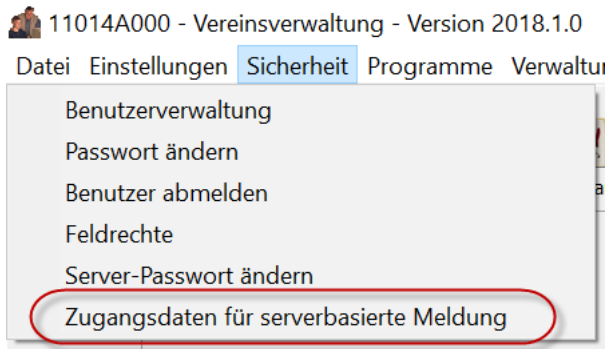 11014A000 - Vereinsverwaltung - Version 2018.1.0
Datei Einstellungen Sicherheit Programme
Benutzerverwaltung
Passwort ändern
Benutzer abmelden
Feldrechte
Server-Passwort ändern
Zugangsdaten für serverbasierte Meldung